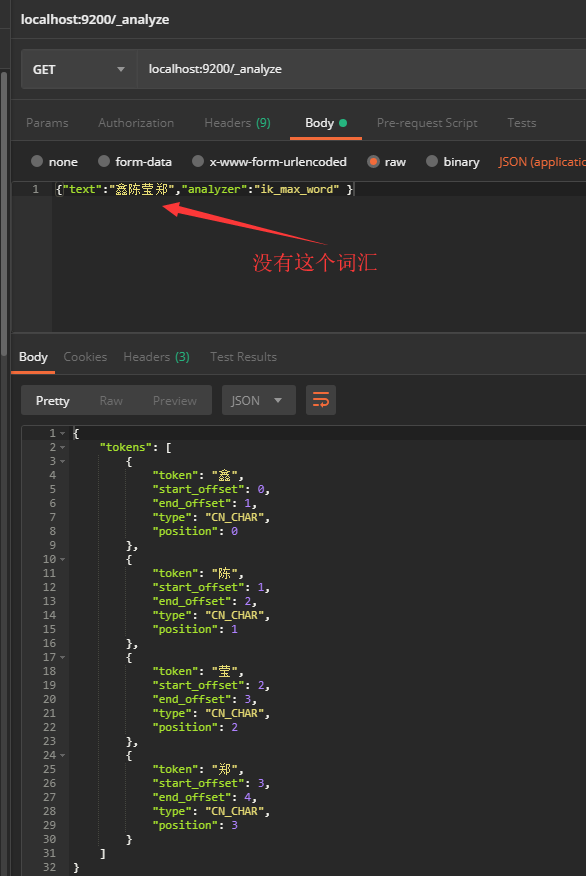 localhost:9200/_analyze
GET localhost:9200/_analyze
Params Authorization Headers (9) Body Pre-request Script Tests
none form-data x-www-form-urlencoded raw binary JSON (applicatio
1 {"text":"鑫陈莹郑","analyzer":"ik_max_word" }
没有这个词汇
Body Cookies Headers (3) Test Results
Pretty Raw Preview JSON
1 {
2 "tokens": [
3 {
4 "token": "鑫",
5 "start_offset": 0,
6 "end_offset": 1,
7 "type": "CN_CHAR",
8 "position": 0
9 },
10 {
11 "token": "陈",
12 "start_offset": 1,
13 "end_offset": 2,
14 "type": "CN_CHAR",
15 "position": 1
16 },
17 {
18 "token": "莹",
19 "start_offset": 2,
20 "end_offset": 3,
21 "type": "CN_CHAR",
22 "position": 2
23 },
24 {
25 "token": "郑",
26 "start_offset": 3,
27 "end_offset": 4,
28 "type": "CN_CHAR",
29 "position": 3
30 }
31 ]
32 }